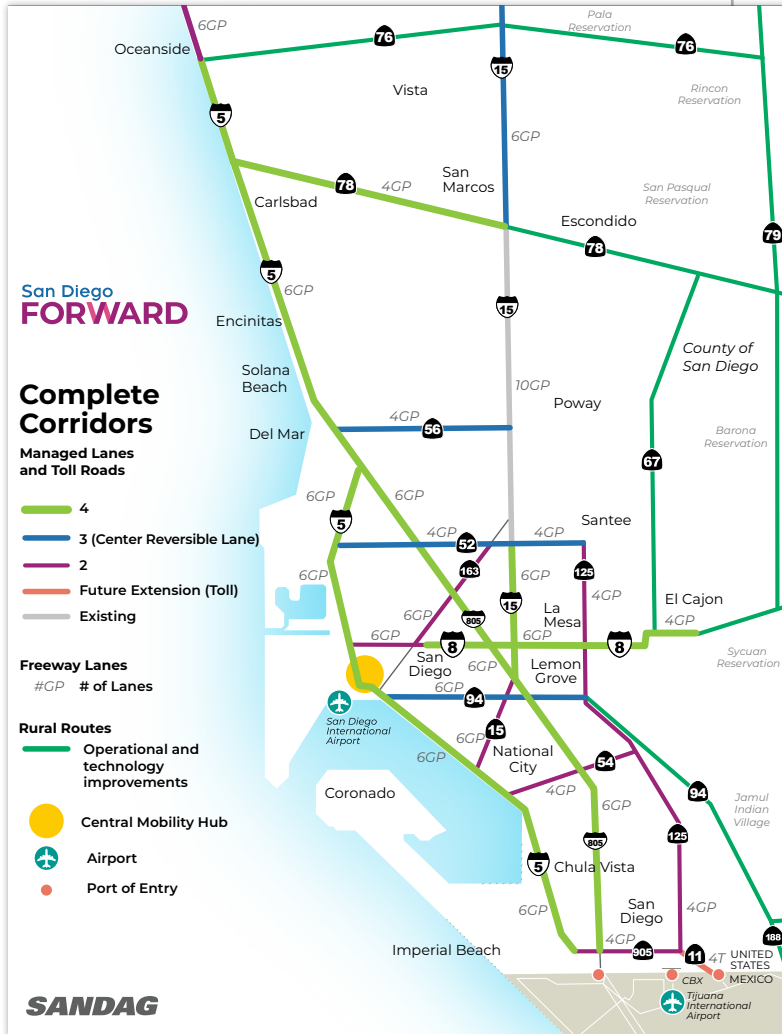 6GP
Oceanside
76
Pala
Reservation
76
15
Vista
Rincon
Reservation
5
6GP
San
Marcos
78
4GP
San Pasqual
Reservation
Carlsbad
Escondido
78
79
5
6GP
San Diego
FORWARD
Encinitas
15
Solana
Beach
County of
San Diego
10GP
Poway
Complete
Corridors
Managed Lanes
and Toll Roads
4
3 (Center Reversible Lane)
2
Future Extension (Toll)
Existing
Freeway Lanes
#GP # of Lanes
Rural Routes
Operational and
technology
improvements
Central Mobility Hub
Airport
Port of Entry
SANDAG
4GP
56
Del Mar
Barona
Reservation
67
6GP
6GP
5
Santee
4GP
52
4GP
163
6GP
125
6GP
15
4GP
La
Mesa
El Cajon
4GP
6GP
805
6GP
8
6GP
8
San
Diego
6GP
Lemon
Grove
Sycuan
Reservation
6GP
94
San Diego
International
Airport
15
6GP
National
City
6GP
54
4GP
94
Coronado
6GP
Jamul
Indian
Village
805
125
5
Chula Vista
6GP
San
Diego
4GP
188
Imperial Beach
4GP
905
11
4T
UNITED
STATES
MEXICO
CBX
Tijuana
International
Airport